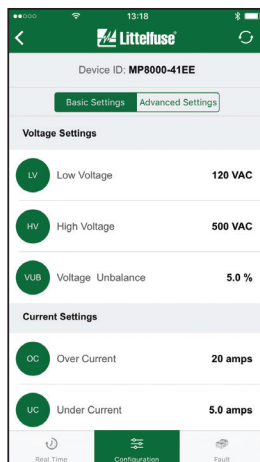 13:18
Littelfuse®
Device ID: MP8000-41EE
Basic Settings Advanced Settings
Voltage Settings
LV Low Voltage 120 VAC
HV High Voltage 500 VAC
VUB Voltage Unbalance 5.0 %
Current Settings
OC Over Current 20 amps
UC Under Current 5.0 amps
Real Time Configuration Fault